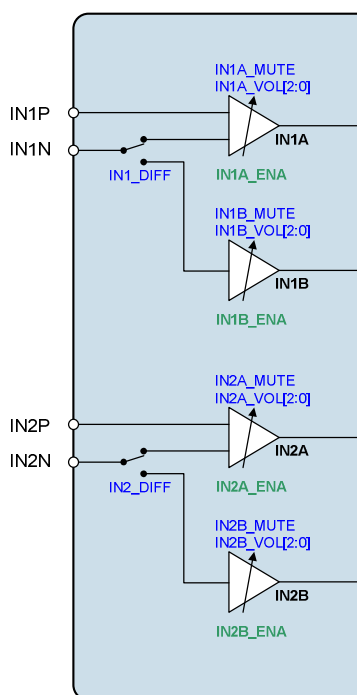 IN1A_MUTE
IN1A_VOL[2:0]
IN1P
IN1N
IN1A
IN1_DIFF
IN1A_ENA
IN1B_MUTE
IN1B_VOL[2:0]
IN1B
IN1B_ENA
IN2A_MUTE
IN2A_VOL[2:0]
IN2P
IN2N
IN2A
IN2_DIFF
IN2A_ENA
IN2B_MUTE
IN2B_VOL[2:0]
IN2B
IN2B_ENA